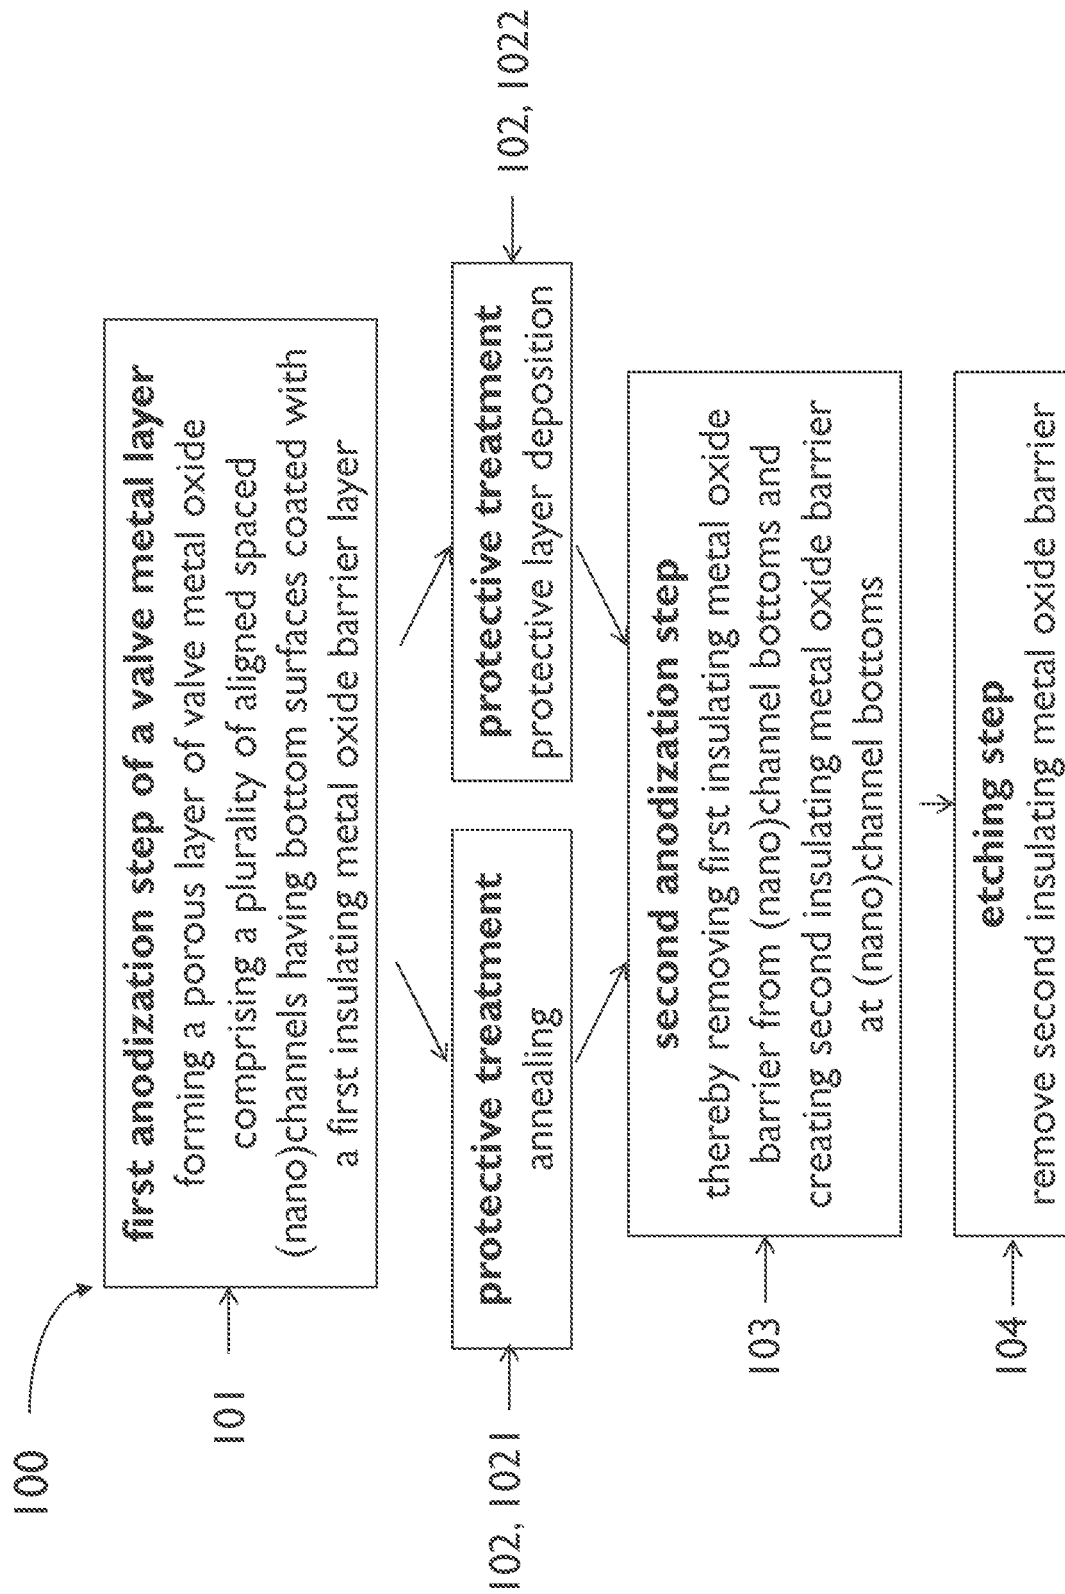 100
101
first anodization step of a valve metal layer
forming a porous layer of valve metal oxide
comprising a plurality of aligned spaced
(nano)channels having bottom surfaces coated with
a first insulating metal oxide barrier layer
102, 1021
protective treatment
annealing
protective treatment
protective layer deposition
102, 1022
103
second anodization step
thereby removing first insulating metal oxide
barrier from (nano)channel bottoms and
creating second insulating metal oxide barrier
at (nano)channel bottoms
104
etching step
remove second insulating metal oxide barrier